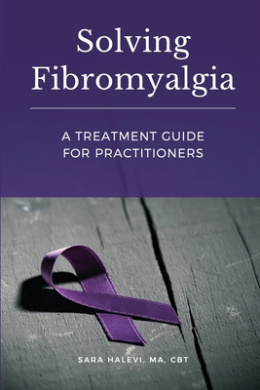 Solving
Fibromyalgia
A TREATMENT GUIDE
FOR PRACTITIONERS
SARA HALEVI, MA, CBT